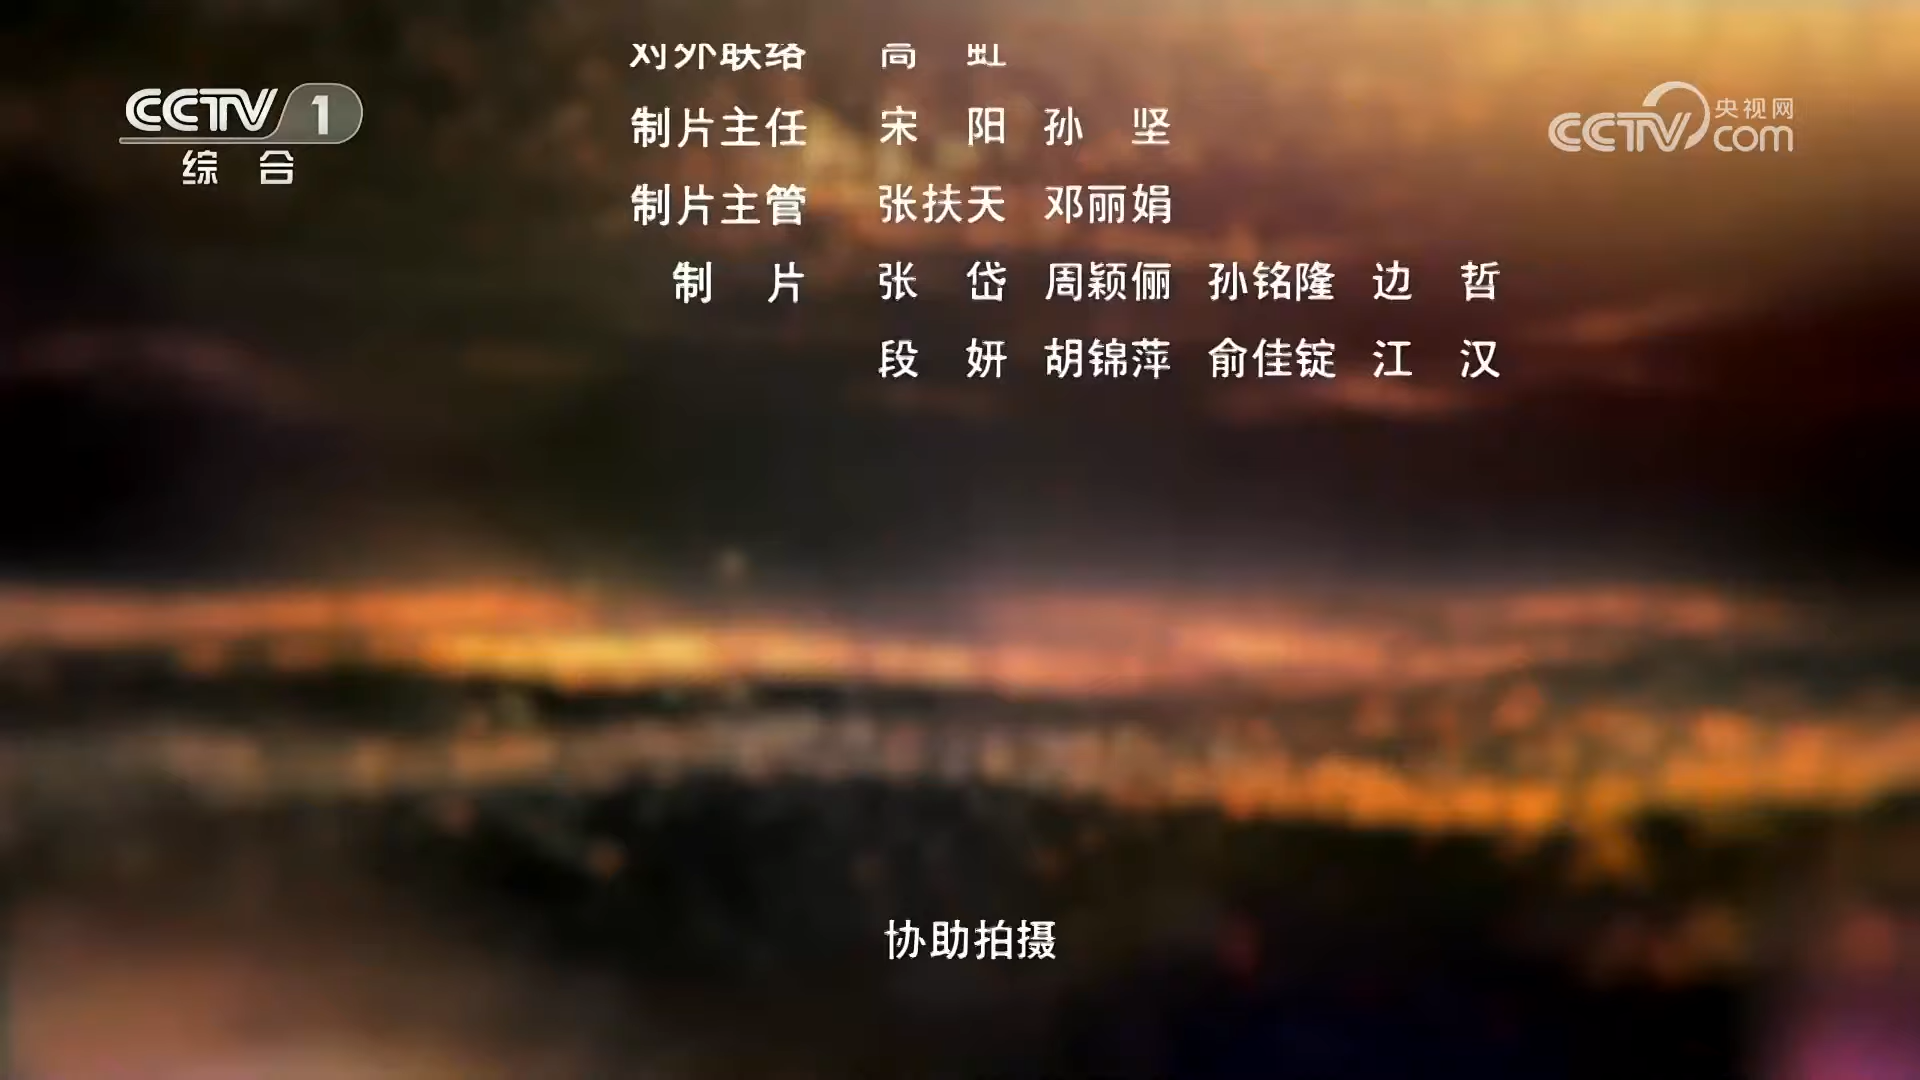 对外联络 高 虹
CCTV 1
综 合
央视网
CCTV.com
制片主任 宋 阳 孙 坚
制片主管 张扶天 邓丽娟
制 片 张 岱 周颖俪 孙铭隆 边 哲
段 妍 胡锦萍 俞佳锭 江 汉
协助拍摄